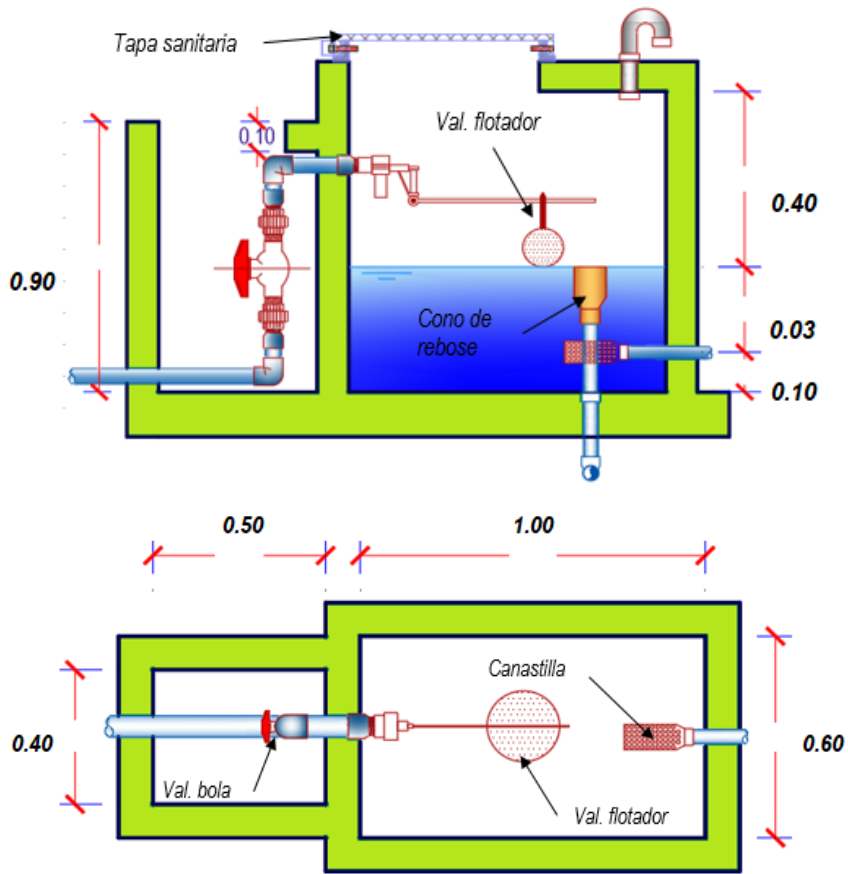 Tapa sanitaria
Val. flotador
0.10
0.40
0.90
Cono de
rebose
0.03
0.10
0.50
1.00
Canastilla
0.40
0.60
Val. bola
Val. flotador